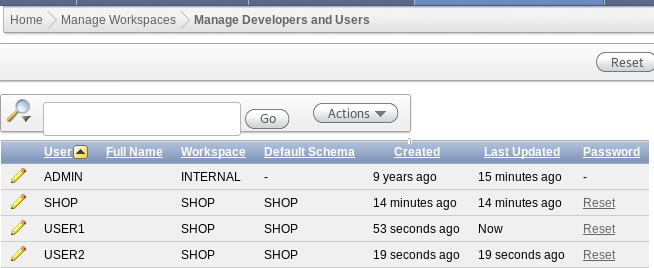 Home Manage Workspaces Manage Developers and Users
Reset
Go Actions
User Full Name Workspace Default Schema Created Last Updated Password
ADMIN INTERNAL - 9 years ago 15 minutes ago -
SHOP SHOP SHOP 14 minutes ago 14 minutes ago Reset
USER1 SHOP SHOP 53 seconds ago Now Reset
USER2 SHOP SHOP 19 seconds ago 19 seconds ago Reset